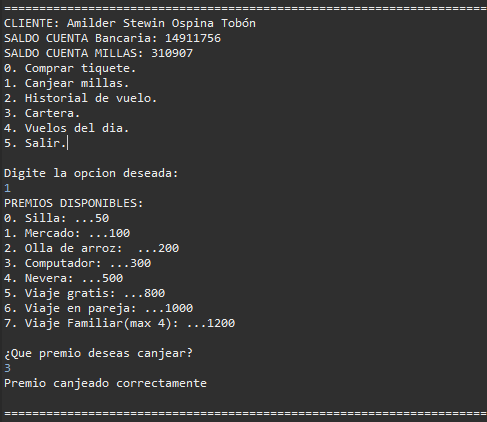 ======================================================================
CLIENTE: Amilder Stewin Ospina Tobón
SALDO CUENTA Bancaria: 14911756
SALDO CUENTA MILLAS: 310907
0. Comprar tiquete.
1. Canjear millas.
2. Historial de vuelo.
3. Cartera.
4. Vuelos del dia.
5. Salir.
Digite la opcion deseada:
1
PREMIOS DISPONIBLES:
0. Silla: ...50
1. Mercado: ...100
2. Olla de arroz:  ...200
3. Computador: ...300
4. Nevera: ...500
5. Viaje gratis: ...800
6. Viaje en pareja: ...1000
7. Viaje Familiar(max 4): ...1200
¿Que premio deseas canjear?
3
Premio canjeado correctamente
======================================================================